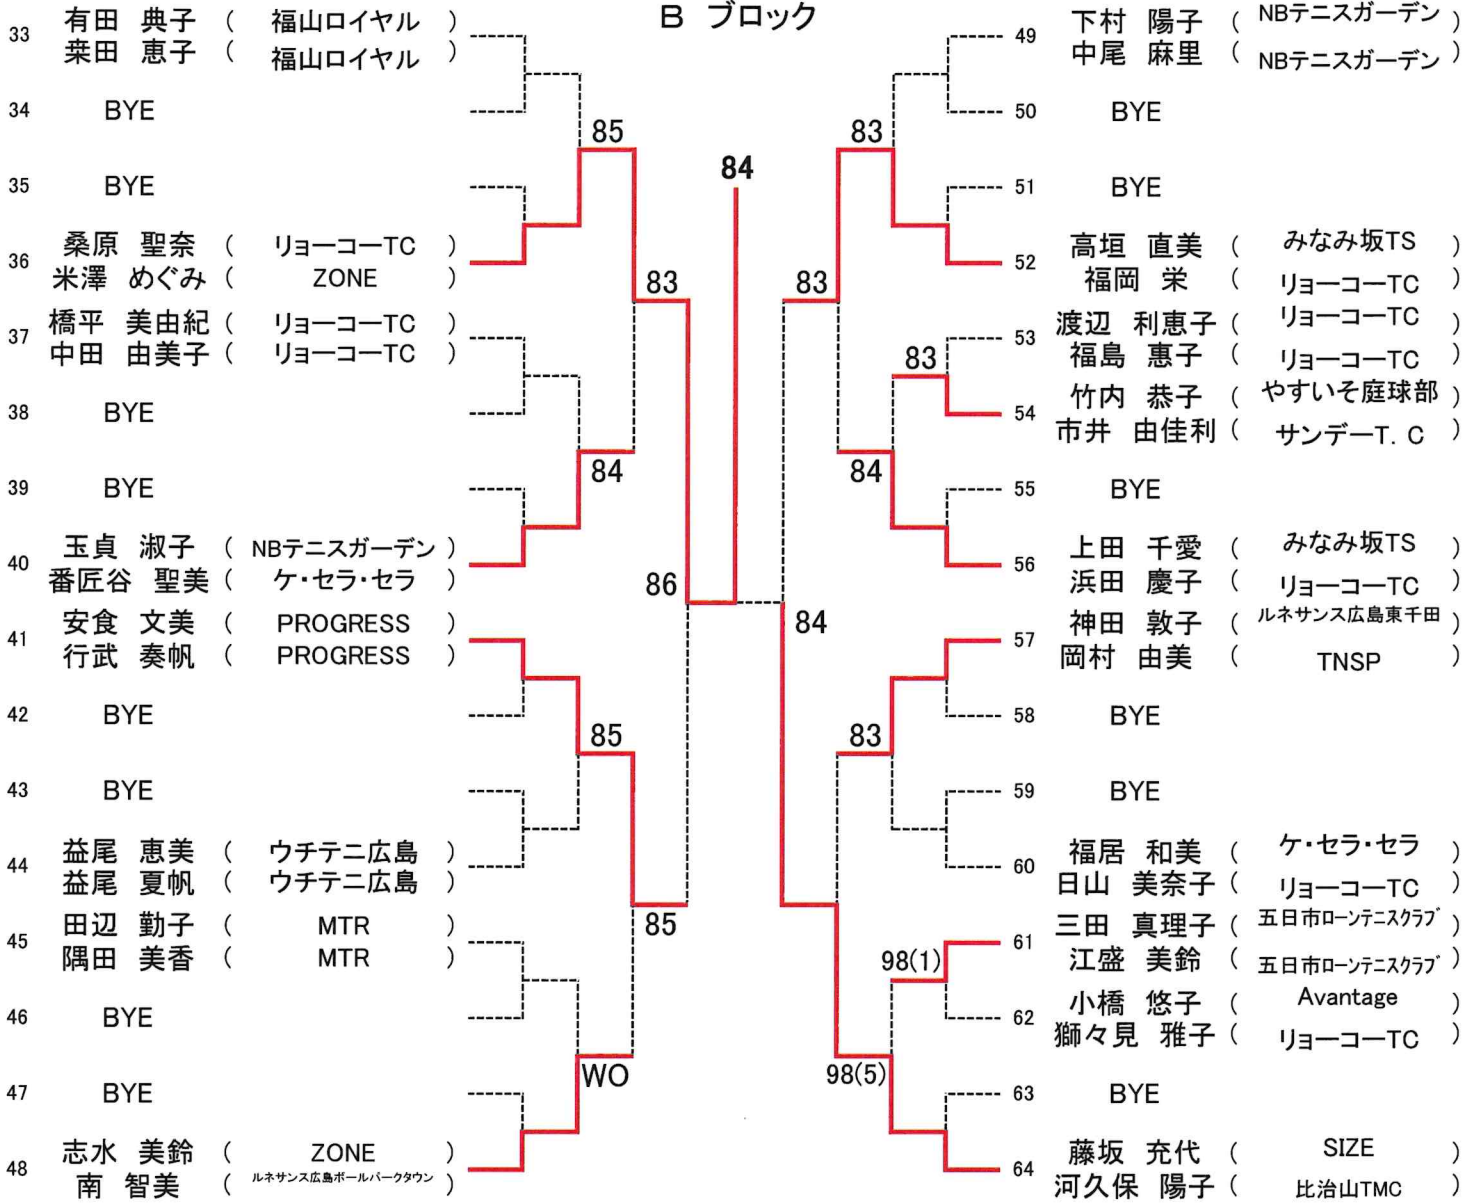 B ブロック
33 有田 典子 ( 福山ロイヤル )
桒田 恵子 ( 福山ロイヤル )
34 BYE
35 BYE
36 桑原 聖奈 ( リョーコーTC )
米澤 めぐみ ( ZONE )
37 橋平 美由紀 ( リョーコーTC )
中田 由美子 ( リョーコーTC )
38 BYE
39 BYE
40 玉貞 淑子 ( NBテニスガーデン )
番匠谷 聖美 ( ケ・セラ・セラ )
41 安食 文美 ( PROGRESS )
行武 奏帆 ( PROGRESS )
42 BYE
43 BYE
44 益尾 恵美 ( ウチテニ広島 )
益尾 夏帆 ( ウチテニ広島 )
45 田辺 勤子 ( MTR )
隅田 美香 ( MTR )
46 BYE
47 BYE
48 志水 美鈴 ( ZONE )
南 智美 ( ルネサンス広島ボールパークタウン )
85
84
85
WO
83
85
86
84
84
83
84
83
98(5)
83
98(1)
83
49 下村 陽子 ( NBテニスガーデン )
中尾 麻里 ( NBテニスガーデン )
50 BYE
51 BYE
52 高垣 直美 ( みなみ坂TS )
福岡 栄 ( リョーコーTC )
53 渡辺 利恵子 ( リョーコーTC )
福島 惠子 ( リョーコーTC )
54 竹内 恭子 ( やすいそ庭球部 )
市井 由佳利 ( サンデーT. C )
55 BYE
56 上田 千愛 ( みなみ坂TS )
浜田 慶子 ( リョーコーTC )
57 神田 敦子 ( ルネサンス広島東千田 )
岡村 由美 ( TNSP )
58 BYE
59 BYE
60 福居 和美 ( ケ・セラ・セラ )
日山 美奈子 ( リョーコーTC )
61 三田 真理子 ( 五日市ローンテニスクラブ )
江盛 美鈴 ( 五日市ローンテニスクラブ )
62 小橋 悠子 ( Avantage )
獅々見 雅子 ( リョーコーTC )
63 BYE
64 藤坂 充代 ( SIZE )
河久保 陽子 ( 比治山TMC )